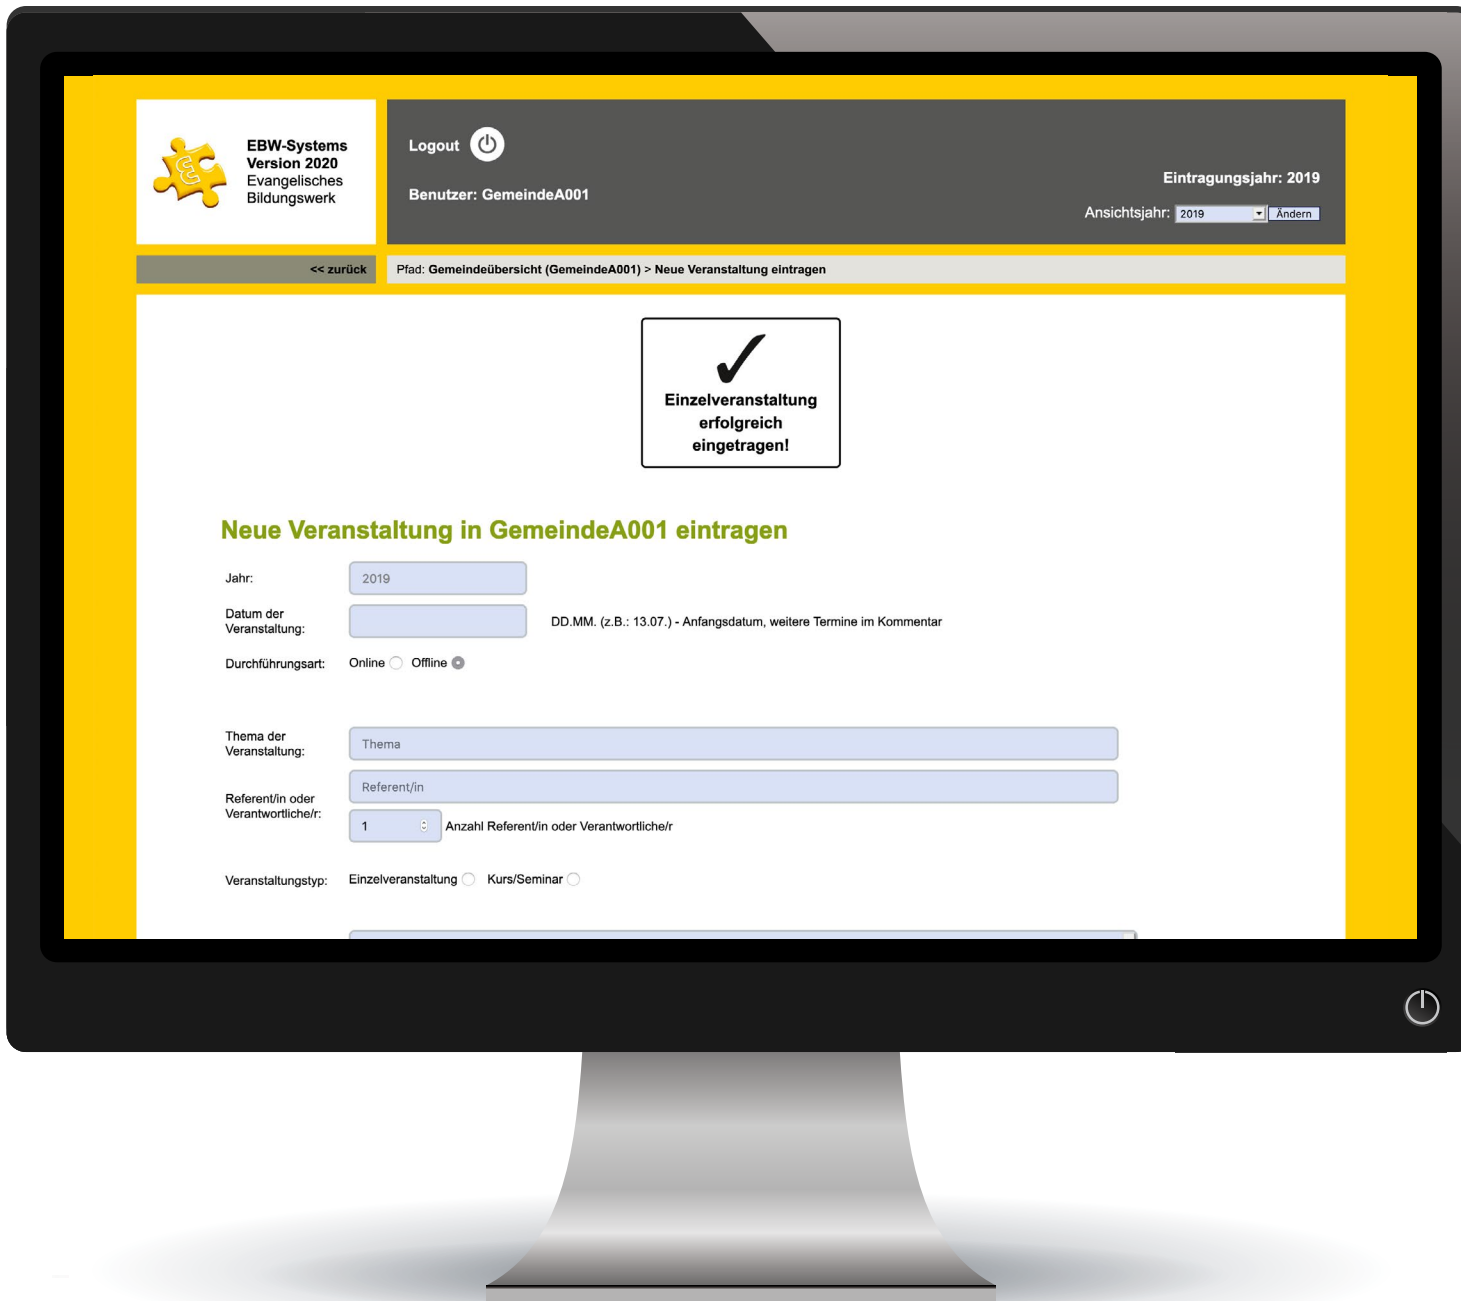 EBW-Systems
Version 2020
Evangelisches
Bildungswerk
Logout
Benutzer: GemeindeA001
Eintragungsjahr: 2019
Ansichtsjahr: 2019 Ändern
<< zurück
Pfad: Gemeindeübersicht (GemeindeA001) > Neue Veranstaltung eintragen
Einzelveranstaltung
erfolgreich
eingetragen!
Neue Veranstaltung in GemeindeA001 eintragen
Jahr: 2019
Datum der
Veranstaltung:
DD.MM. (z.B.: 13.07.) - Anfangsdatum, weitere Termine im Kommentar
Durchführungsart: Online Offline
Thema der
Veranstaltung:
Thema
Referent/in oder
Verantwortliche/r:
Referent/in
1 Anzahl Referent/in oder Verantwortliche/r
Veranstaltungstyp: Einzelveranstaltung Kurs/Seminar